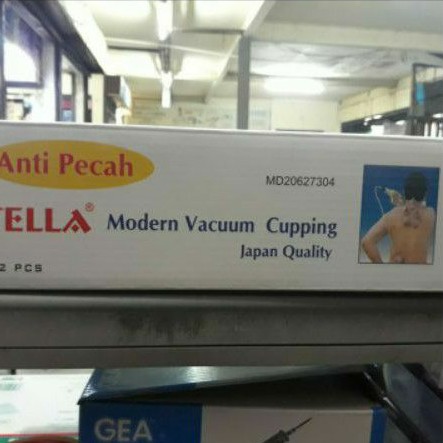 Anti Pecah
MD20627304
TELLA®
Modern Vacuum Cupping
Japan Quality
2 PCS
GEA